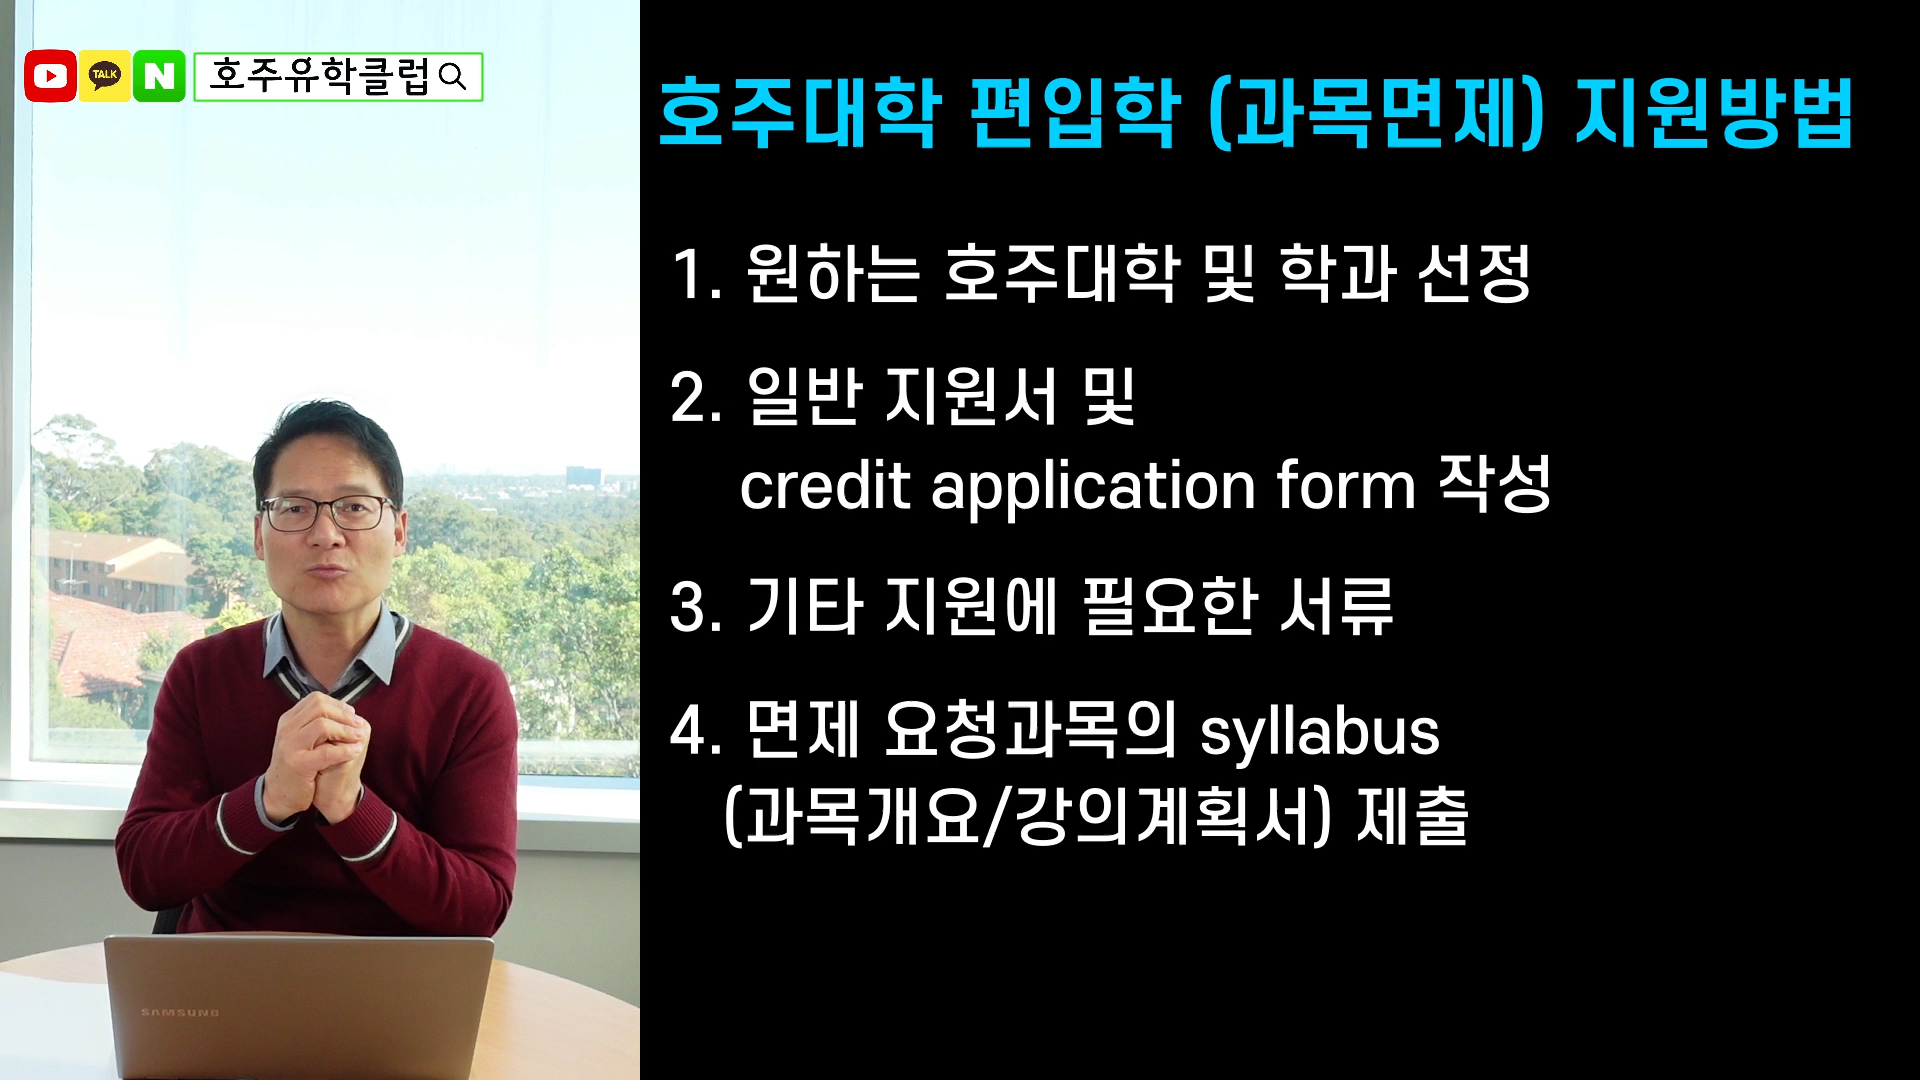 TALK
N
호주유학클럽
호주대학 편입학 (과목면제) 지원방법
1. 원하는 호주대학 및 학과 선정
2. 일반 지원서 및
credit application form 작성
3. 기타 지원에 필요한 서류
4. 면제 요청과목의 syllabus
(과목개요/강의계획서) 제출
SAMSUNG